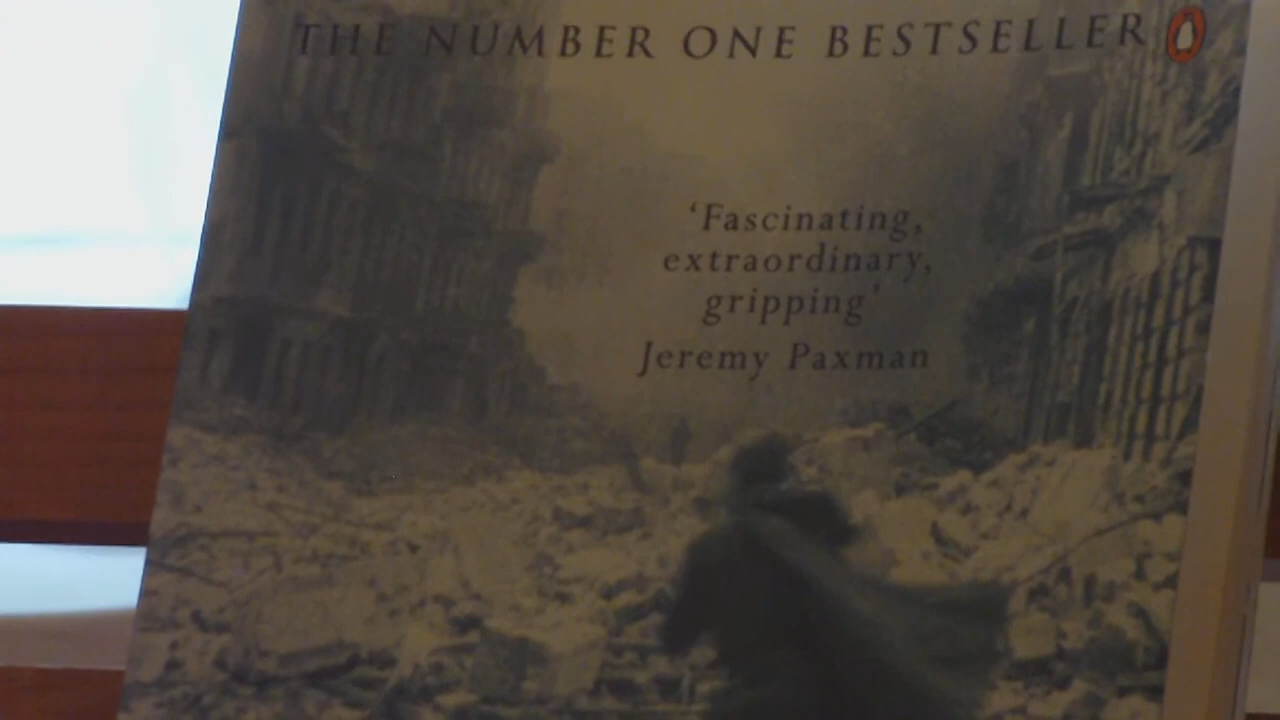 THE NUMBER ONE BESTSELLER
‘Fascinating,
extraordinary,
gripping’
Jeremy Paxman